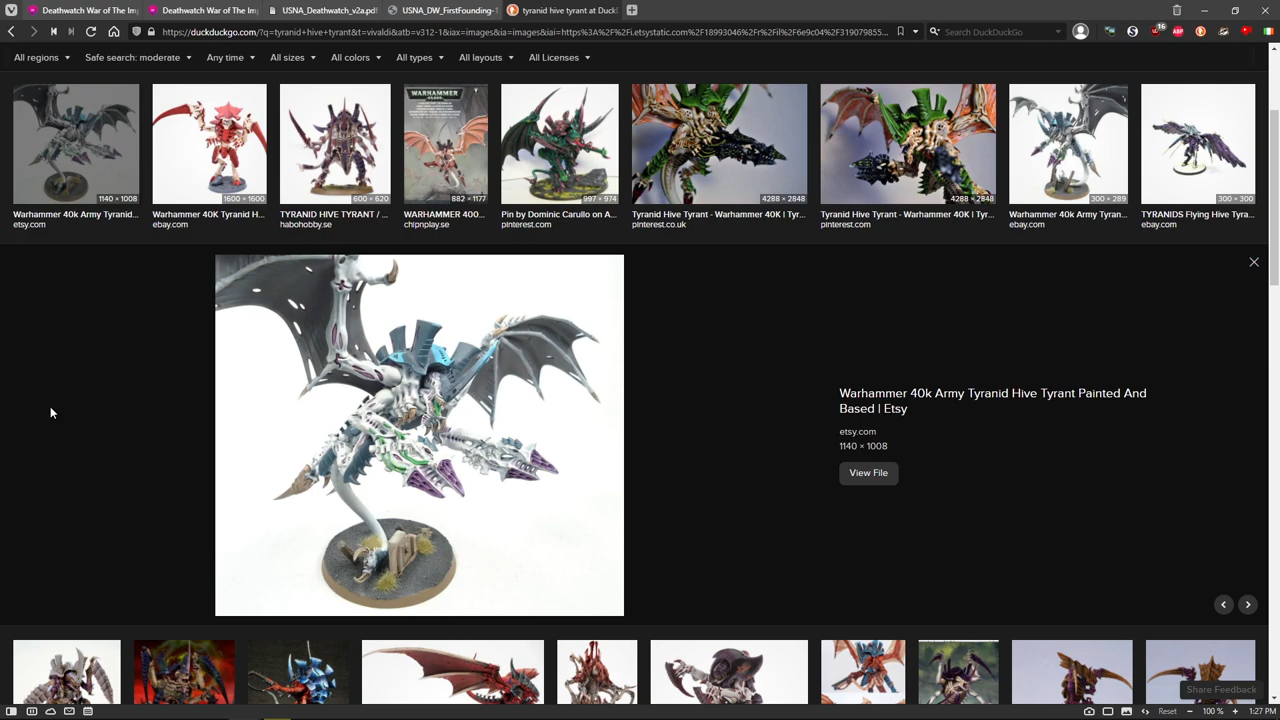 Deathwatch War of The Im
Deathwatch War of The Im
USNA_Deathwatch_v2a.pdf
USNA_DW_FirstFounding-1
tyranid hive tyrant at Duck
https://duckduckgo.com/?q=tyranid+hive+tyrant&t=vivaldi&atb=v312-1&iax=images&ia=images&iai=https%3A%2F%2Fi.etsystatic.com%2F18993046%2Fr%2Fil%2F6e9c04%2F319079855...
Search DuckDuckGo
16
All regions
Safe search: moderate
Any time
All sizes
All colors
All types
All layouts
All Licenses
WARHAMMER
1140 × 1008
1600 × 1600
600 × 620
882 × 1177
997 × 974
4288 × 2848
4288 × 2848
300 × 289
300 × 300
Warhammer 40k Army Tyranid...
Warhammer 40K Tyranid H...
TYRANID HIVE TYRANT / ...
WARHAMMER 400...
Pin by Dominic Carullo on A...
Tyranid Hive Tyrant - Warhammer 40K | Tyr...
Tyranid Hive Tyrant - Warhammer 40K | Tyr...
Warhammer 40k Army Tyran...
TYRANIDS Flying Hive Tyra...
etsy.com
ebay.com
habohobby.se
chipnplay.se
pinterest.com
pinterest.co.uk
pinterest.com
ebay.com
ebay.com
Warhammer 40k Army Tyranid Hive Tyrant Painted And
Based | Etsy
etsy.com
1140 × 1008
View File
Share Feedback
Reset
100 %
1:27 PM